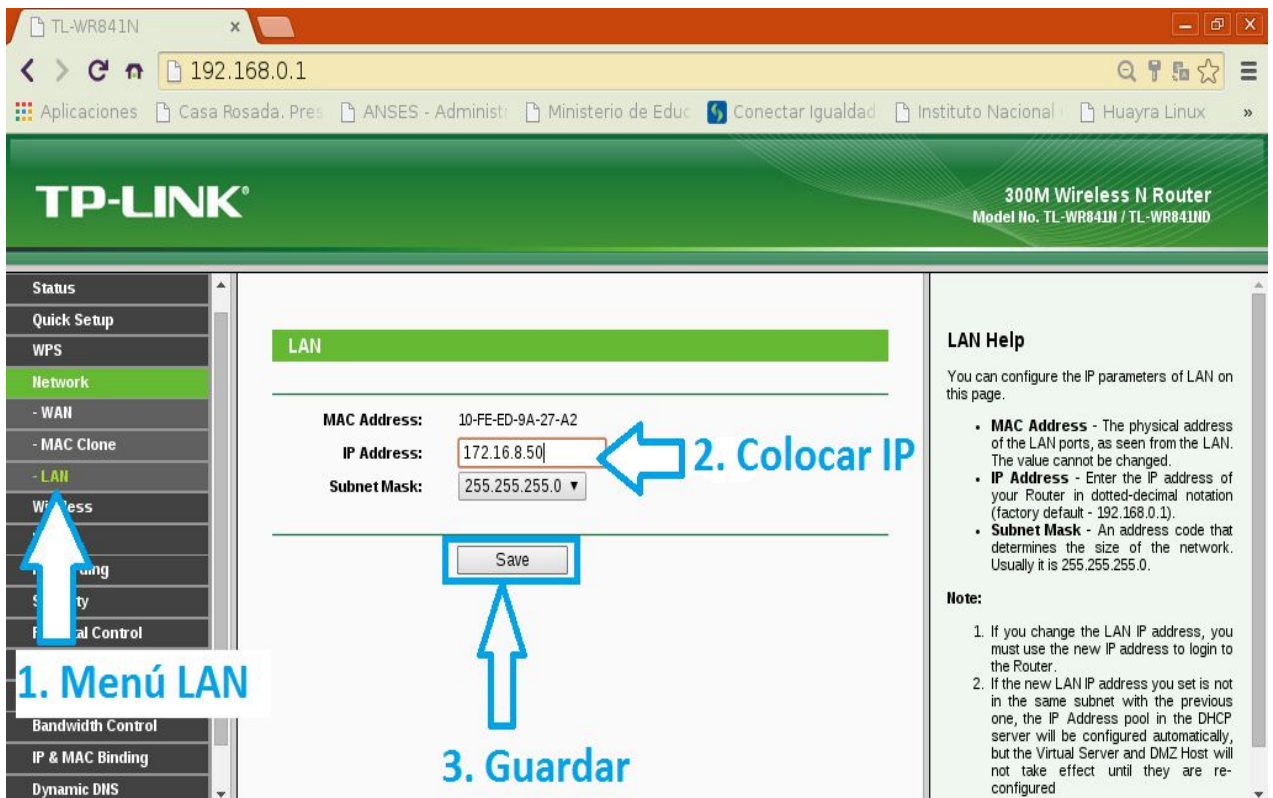 TL-WR841N
192.168.0.1
Aplicaciones
Casa Rosada. Pres
ANSES - Administ
Ministerio de Educ
Conectar Igualdad
Instituto Nacional
Huayra Linux
»
TP-LINK®
300M Wireless N Router
Model No. TL-WR841N / TL-WR841ND
Status
Quick Setup
WPS
Network
- WAN
- MAC Clone
- LAN
Bandwidth Control
IP & MAC Binding
Dynamic DNS
1. Menú LAN
LAN
MAC Address: 10-FE-ED-9A-27-A2
IP Address: 172.16.8.50
Subnet Mask: 255.255.255.0
Save
2. Colocar IP
3. Guardar
LAN Help
You can configure the IP parameters of LAN on
this page.
• MAC Address - The physical address
of the LAN ports, as seen from the LAN.
The value cannot be changed.
• IP Address - Enter the IP address of
your Router in dotted-decimal notation
(factory default - 192.168.0.1).
• Subnet Mask - An address code that
determines the size of the network.
Usually it is 255.255.255.0.
Note:
1. If you change the LAN IP address, you
must use the new IP address to login to
the Router.
2. If the new LAN IP address you set is not
in the same subnet with the previous
one, the IP Address pool in the DHCP
server will be configured automatically,
but the Virtual Server and DMZ Host will
not take effect until they are re-
configured